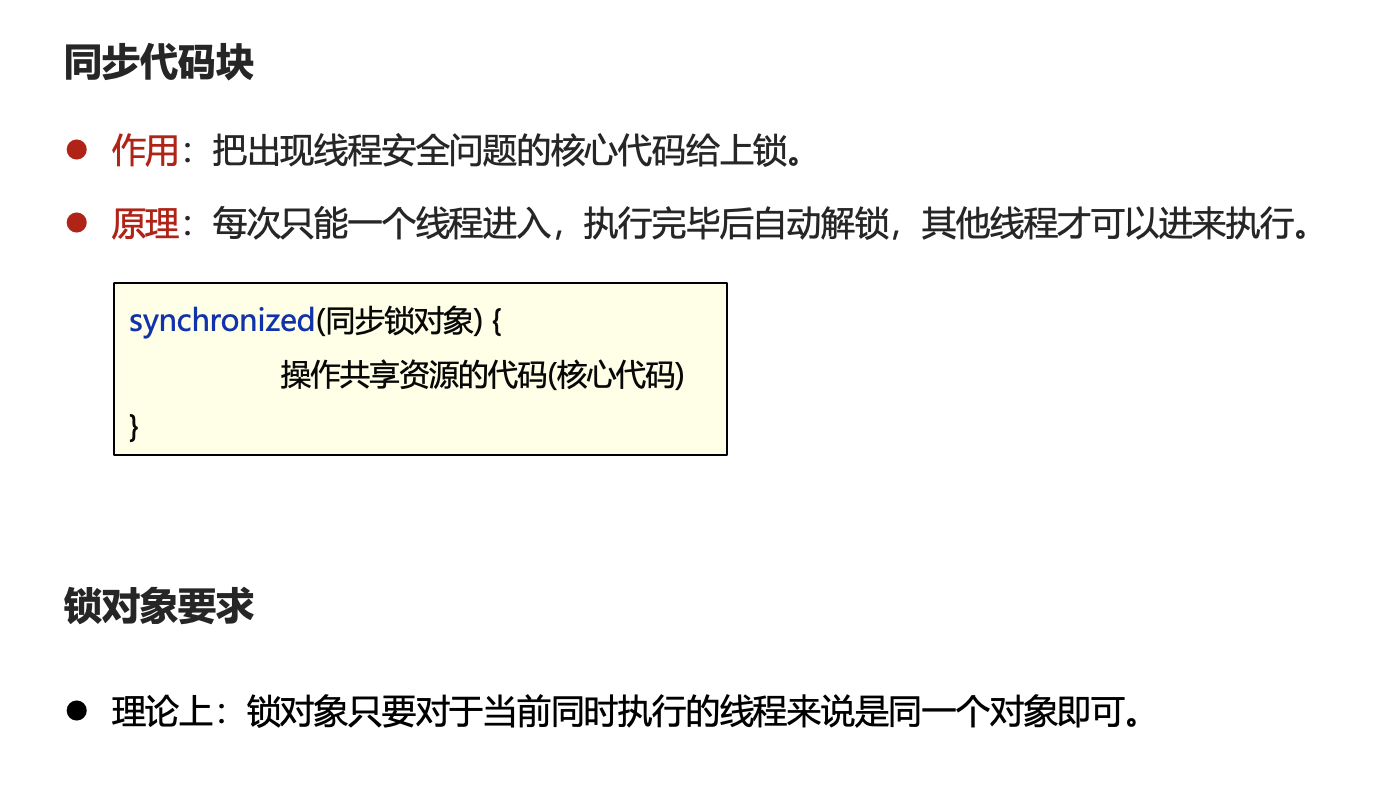 同步代码块
作用：把出现线程安全问题的核心代码给上锁。
原理：每次只能一个线程进入，执行完毕后自动解锁，其他线程才可以进来执行。
synchronized(同步锁对象) {
操作共享资源的代码(核心代码)
}
锁对象要求
理论上：锁对象只要对于当前同时执行的线程来说是同一个对象即可。